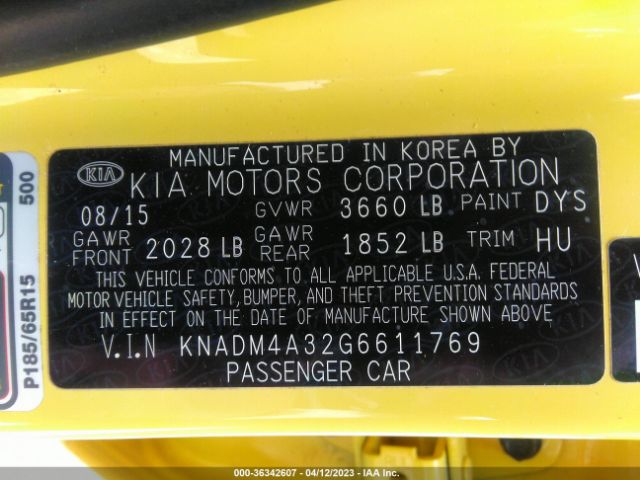 MANUFACTURED IN KOREA BY
KIA KIA MOTORS CORPORATION
08/15 GVWR 3660 LB PAINT DYS
GAWR FRONT 2028 LB GAWR REAR 1852 LB TRIM HU
THIS VEHICLE CONFORMS TO ALL APPLICABLE U.S.A. FEDERAL
MOTOR VEHICLE SAFETY, BUMPER, AND THEFT PREVENTION STANDARDS
IN EFFECT ON THE DATE OF MANUFACTURE SHOWN ABOVE
V.I.N KNADM4A32G6611769
PASSENGER CAR
P185/65R15 500
000-36342607 - 04/12/2023 - IAA Inc.